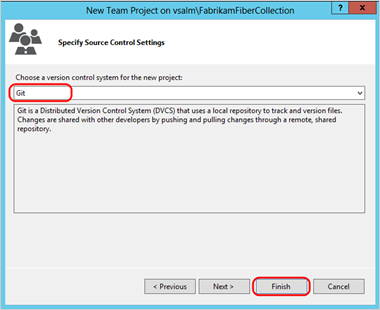 New Team Project on vsalm\FabrikamFiberCollection
? x
Specify Source Control Settings
Choose a version control system for the new project:
Git
Git is a Distributed Version Control System (DVCS) that uses a local repository to track and version files.
Changes are shared with other developers by pushing and pulling changes through a remote, shared
repository.
< Previous Next > Finish Cancel